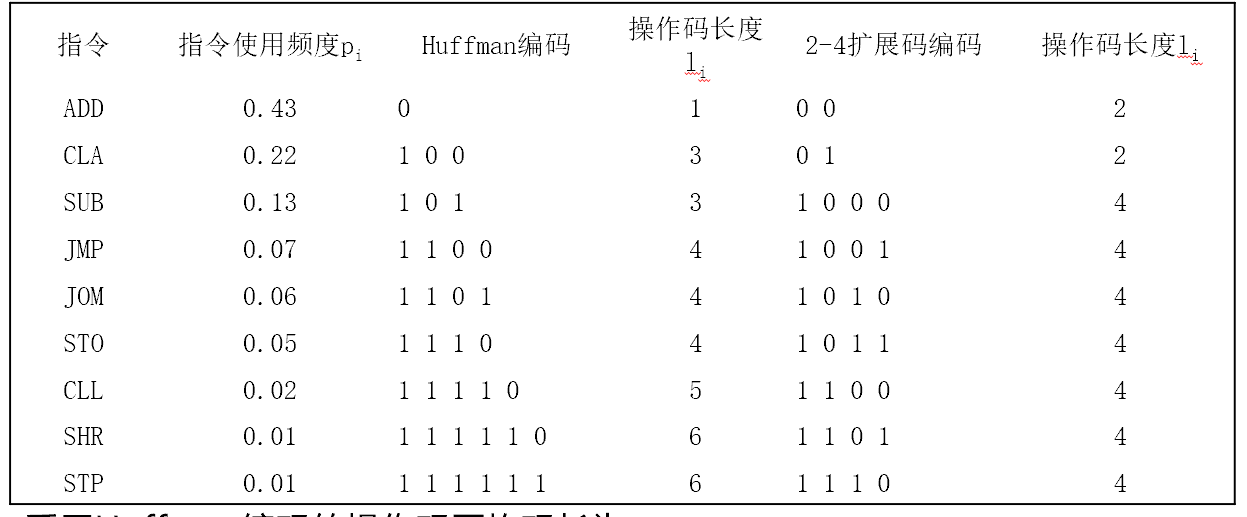 指令 指令使用频度pi Huffman编码 操作码长度li 2-4扩展码编码 操作码长度li
ADD 0.43 0 1 0 0 2
CLA 0.22 1 0 0 3 0 1 2
SUB 0.13 1 0 1 3 1 0 0 0 4
JMP 0.07 1 1 0 0 4 1 0 0 1 4
JOM 0.06 1 1 0 1 4 1 0 1 0 4
STO 0.05 1 1 1 0 4 1 0 1 1 4
CLL 0.02 1 1 1 1 0 5 1 1 0 0 4
SHR 0.01 1 1 1 1 1 0 6 1 1 0 1 4
STP 0.01 1 1 1 1 1 1 6 1 1 1 0 4